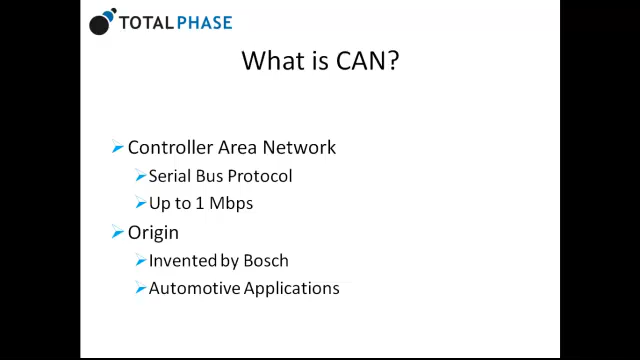 TOTAL PHASE
What is CAN?
Controller Area Network
Serial Bus Protocol
Up to 1 Mbps
Origin
Invented by Bosch
Automotive Applications